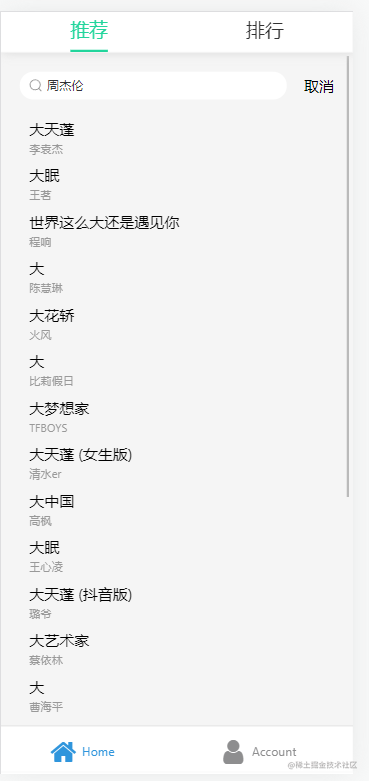 推荐 排行
周杰伦 取消
大天蓬
李袁杰
大眠
王茗
世界这么大还是遇见你
程响
大
陈慧琳
大花轿
火风
大
比莉假日
大梦想家
TFBOYS
大天蓬 (女生版)
清水er
大中国
高枫
大眠
王心凌
大天蓬 (抖音版)
璐爷
大艺术家
蔡依林
大
曹海平
Home Account
@稀土掘金技术社区